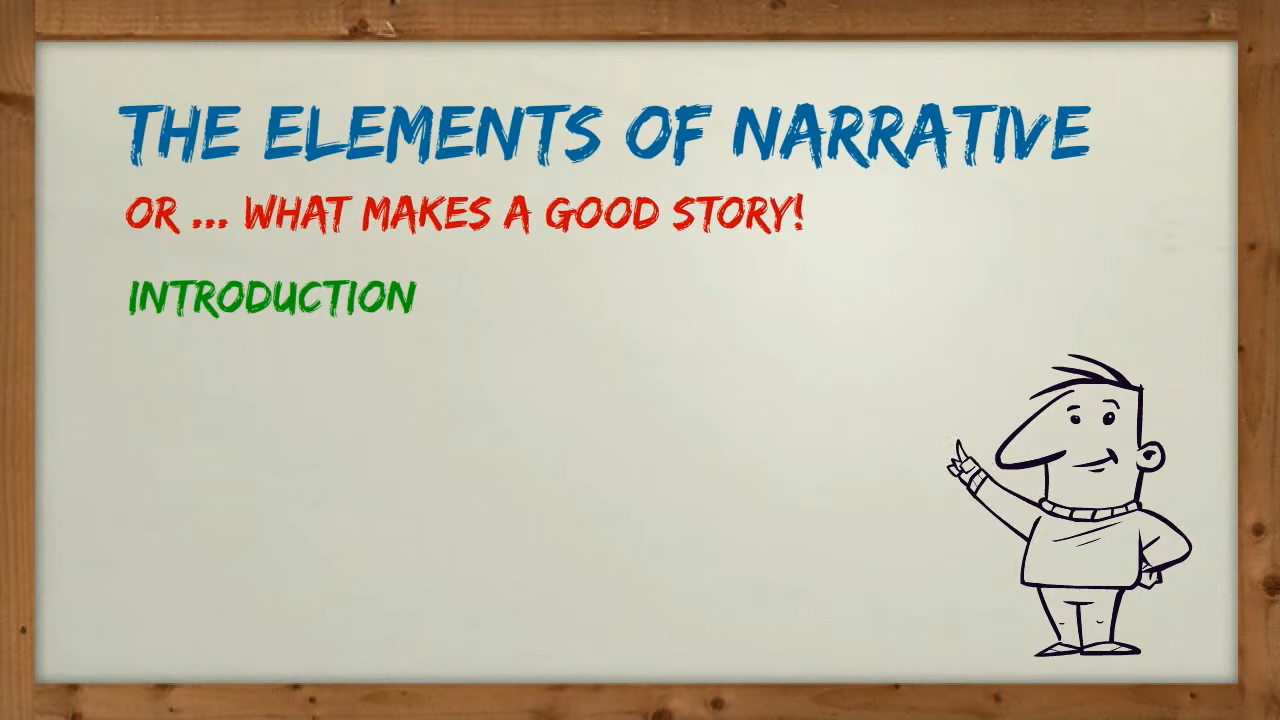 THE ELEMENTS OF NARRATIVE
OR ... WHAT MAKES A GOOD STORY!
INTRODUCTION